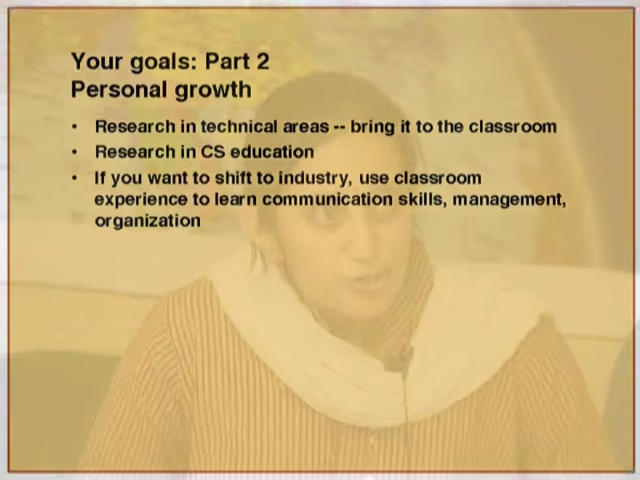 Your goals: Part 2
Personal growth
• Research in technical areas -- bring it to the classroom
• Research in CS education
• If you want to shift to industry, use classroom
experience to learn communication skills, management,
organization